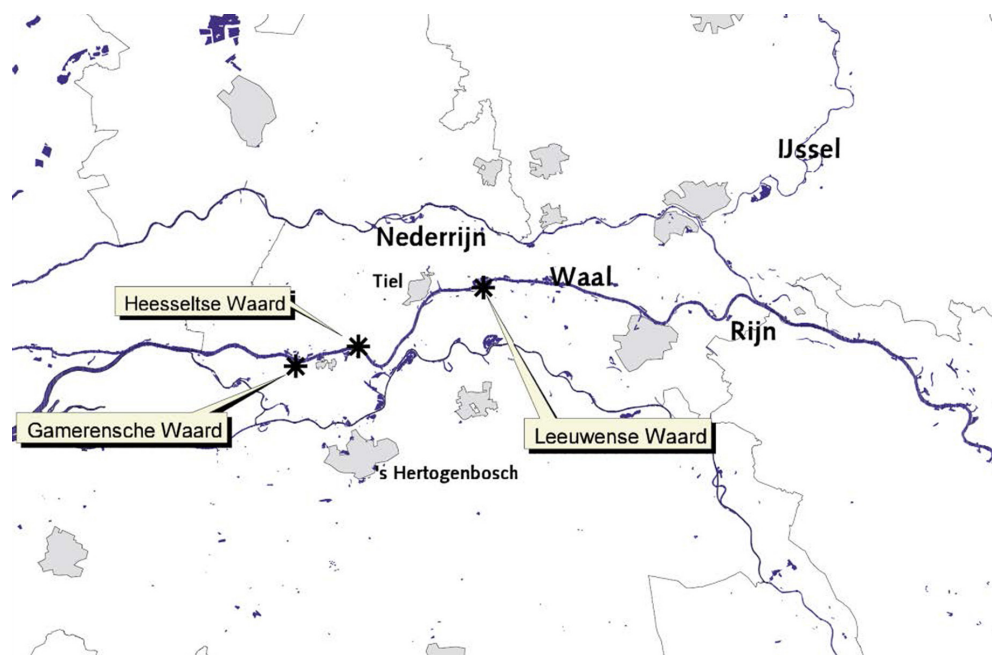 IJssel
Nederrijn
Tiel
Waal
Heesseltse Waard
Rijn
Gamerensche Waard
Leeuwense Waard
's Hertogenbosch